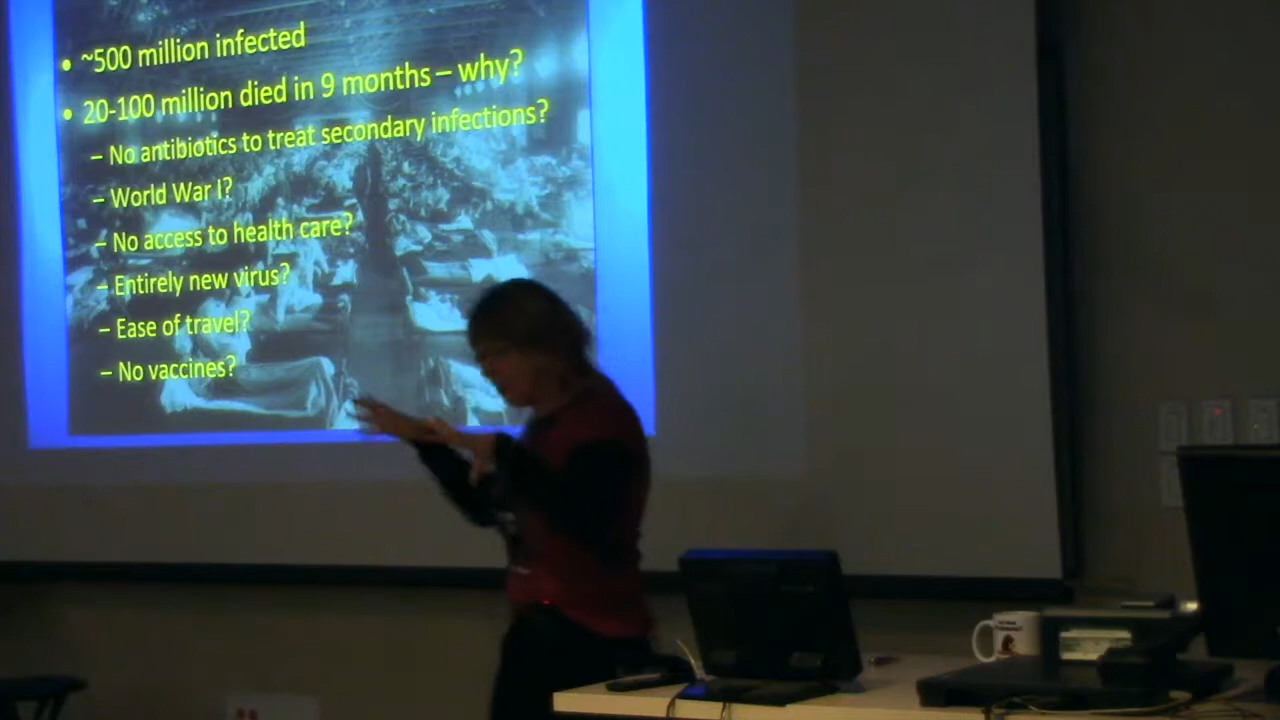 • ~500 million infected
• 20-100 million died in 9 months – why?
– No antibiotics to treat secondary infections?
– World War I?
– No access to health care?
– Entirely new virus?
– Ease of travel?
– No vaccines?